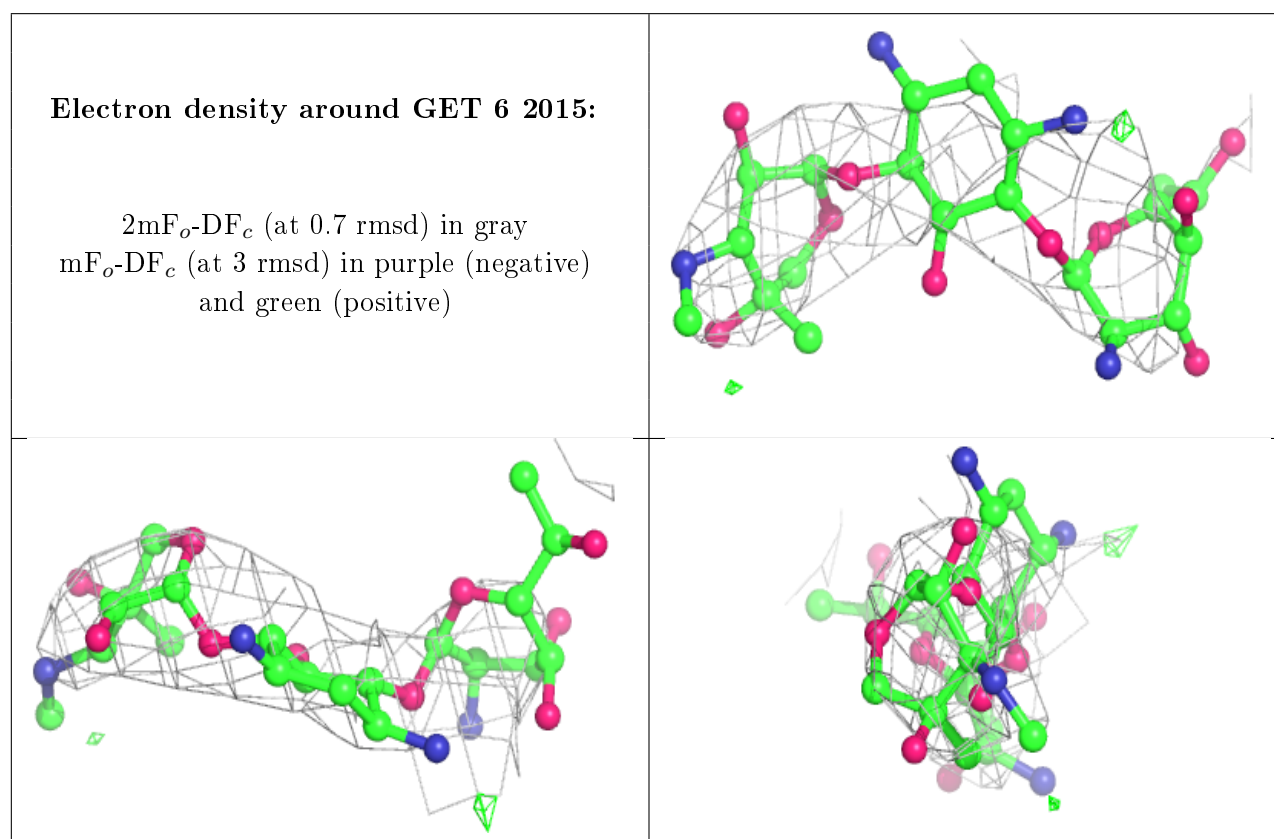 Electron density around GET 6 2015:
2mFo-DFc (at 0.7 rmsd) in gray
mFo-DFc (at 3 rmsd) in purple (negative)
and green (positive)